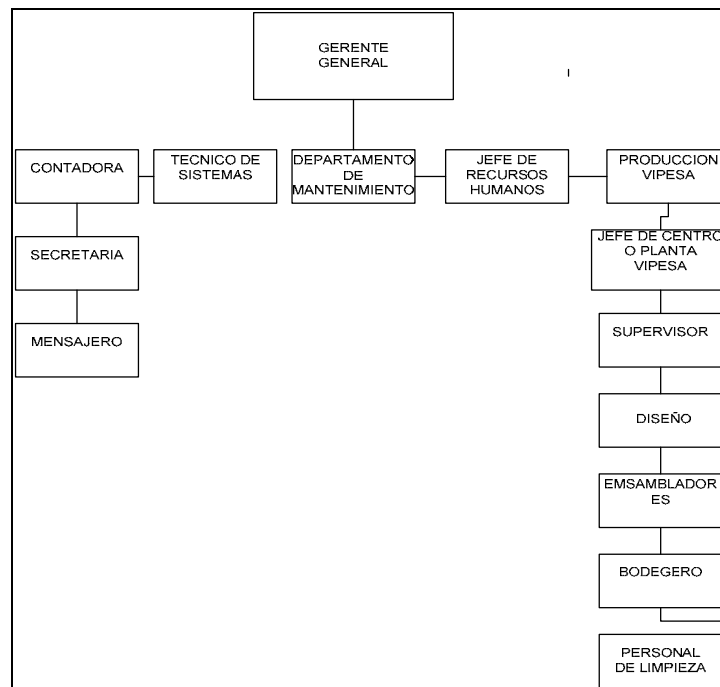 GERENTE
GENERAL
CONTADORA
TECNICO DE
SISTEMAS
DEPARTAMENTO
DE
MANTENIMIENTO
JEFE DE
RECURSOS
HUMANOS
PRODUCCION
VIPESA
SECRETARIA
JEFE DE CENTRO
O PLANTA
VIPESA
MENSAJERO
SUPERVISOR
DISEÑO
EMSAMBLADOR
ES
BODEGERO
PERSONAL
DE LIMPIEZA